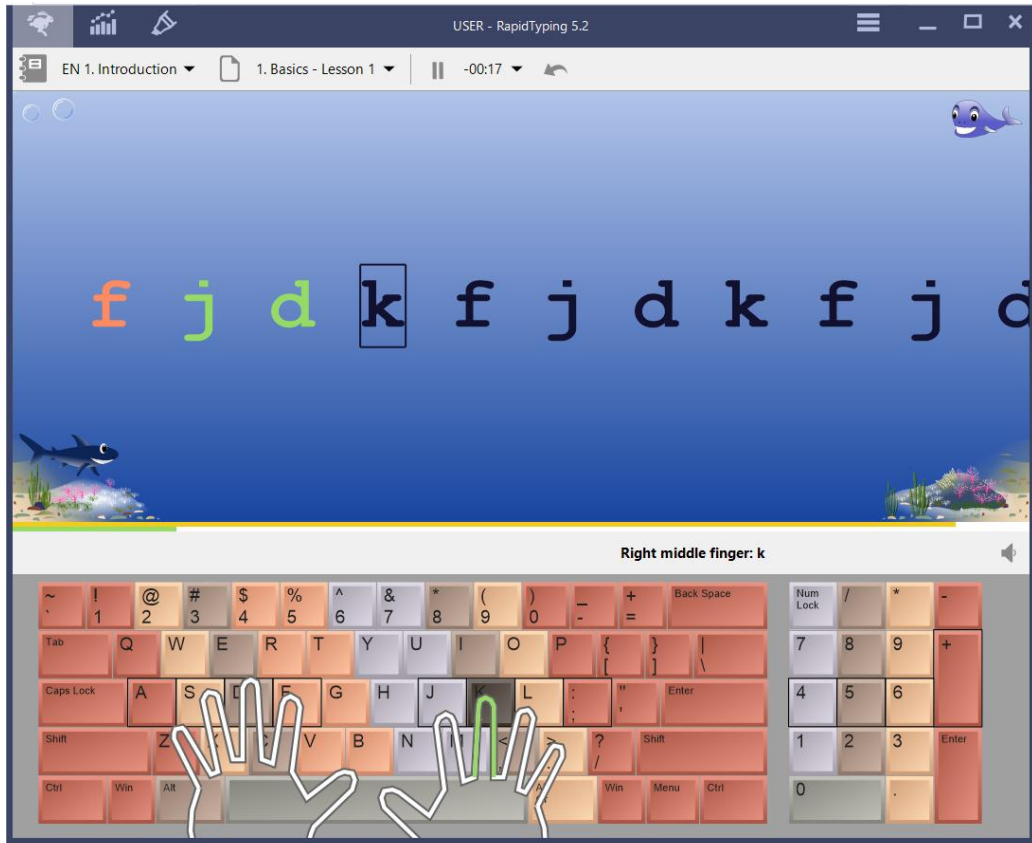 USER - RapidTyping 5.2
EN 1. Introduction 1. Basics - Lesson 1 -00:17
f j d k f j d k f j d
Right middle finger: k
~ ! @ # $ % ^ & * ( ) _ + Back Space Num Lock / * -
` 1 2 3 4 5 6 7 8 9 0 - =
Tab Q W E R T Y U I O P { } | 7 8 9 +
[ ] \
Caps Lock A S D F G H J K L : " Enter 4 5 6
; '
Shift Z X C V B N M < > ? Shift 1 2 3 Enter
/
Ctrl Win Alt Win Menu Ctrl 0 .